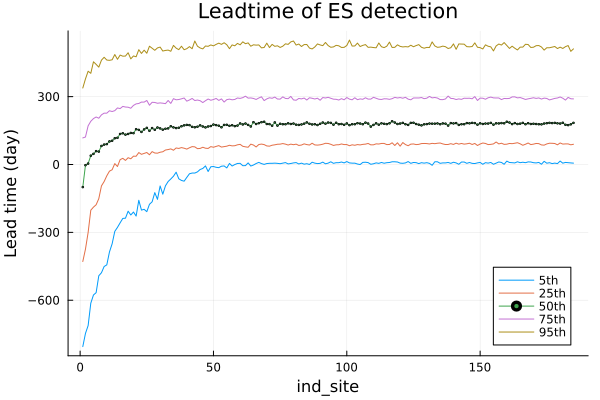 Leadtime of ES detection
Lead time (day)
300
0
−300
−600
0
50
100
150
ind_site
5th
25th
50th
75th
95th